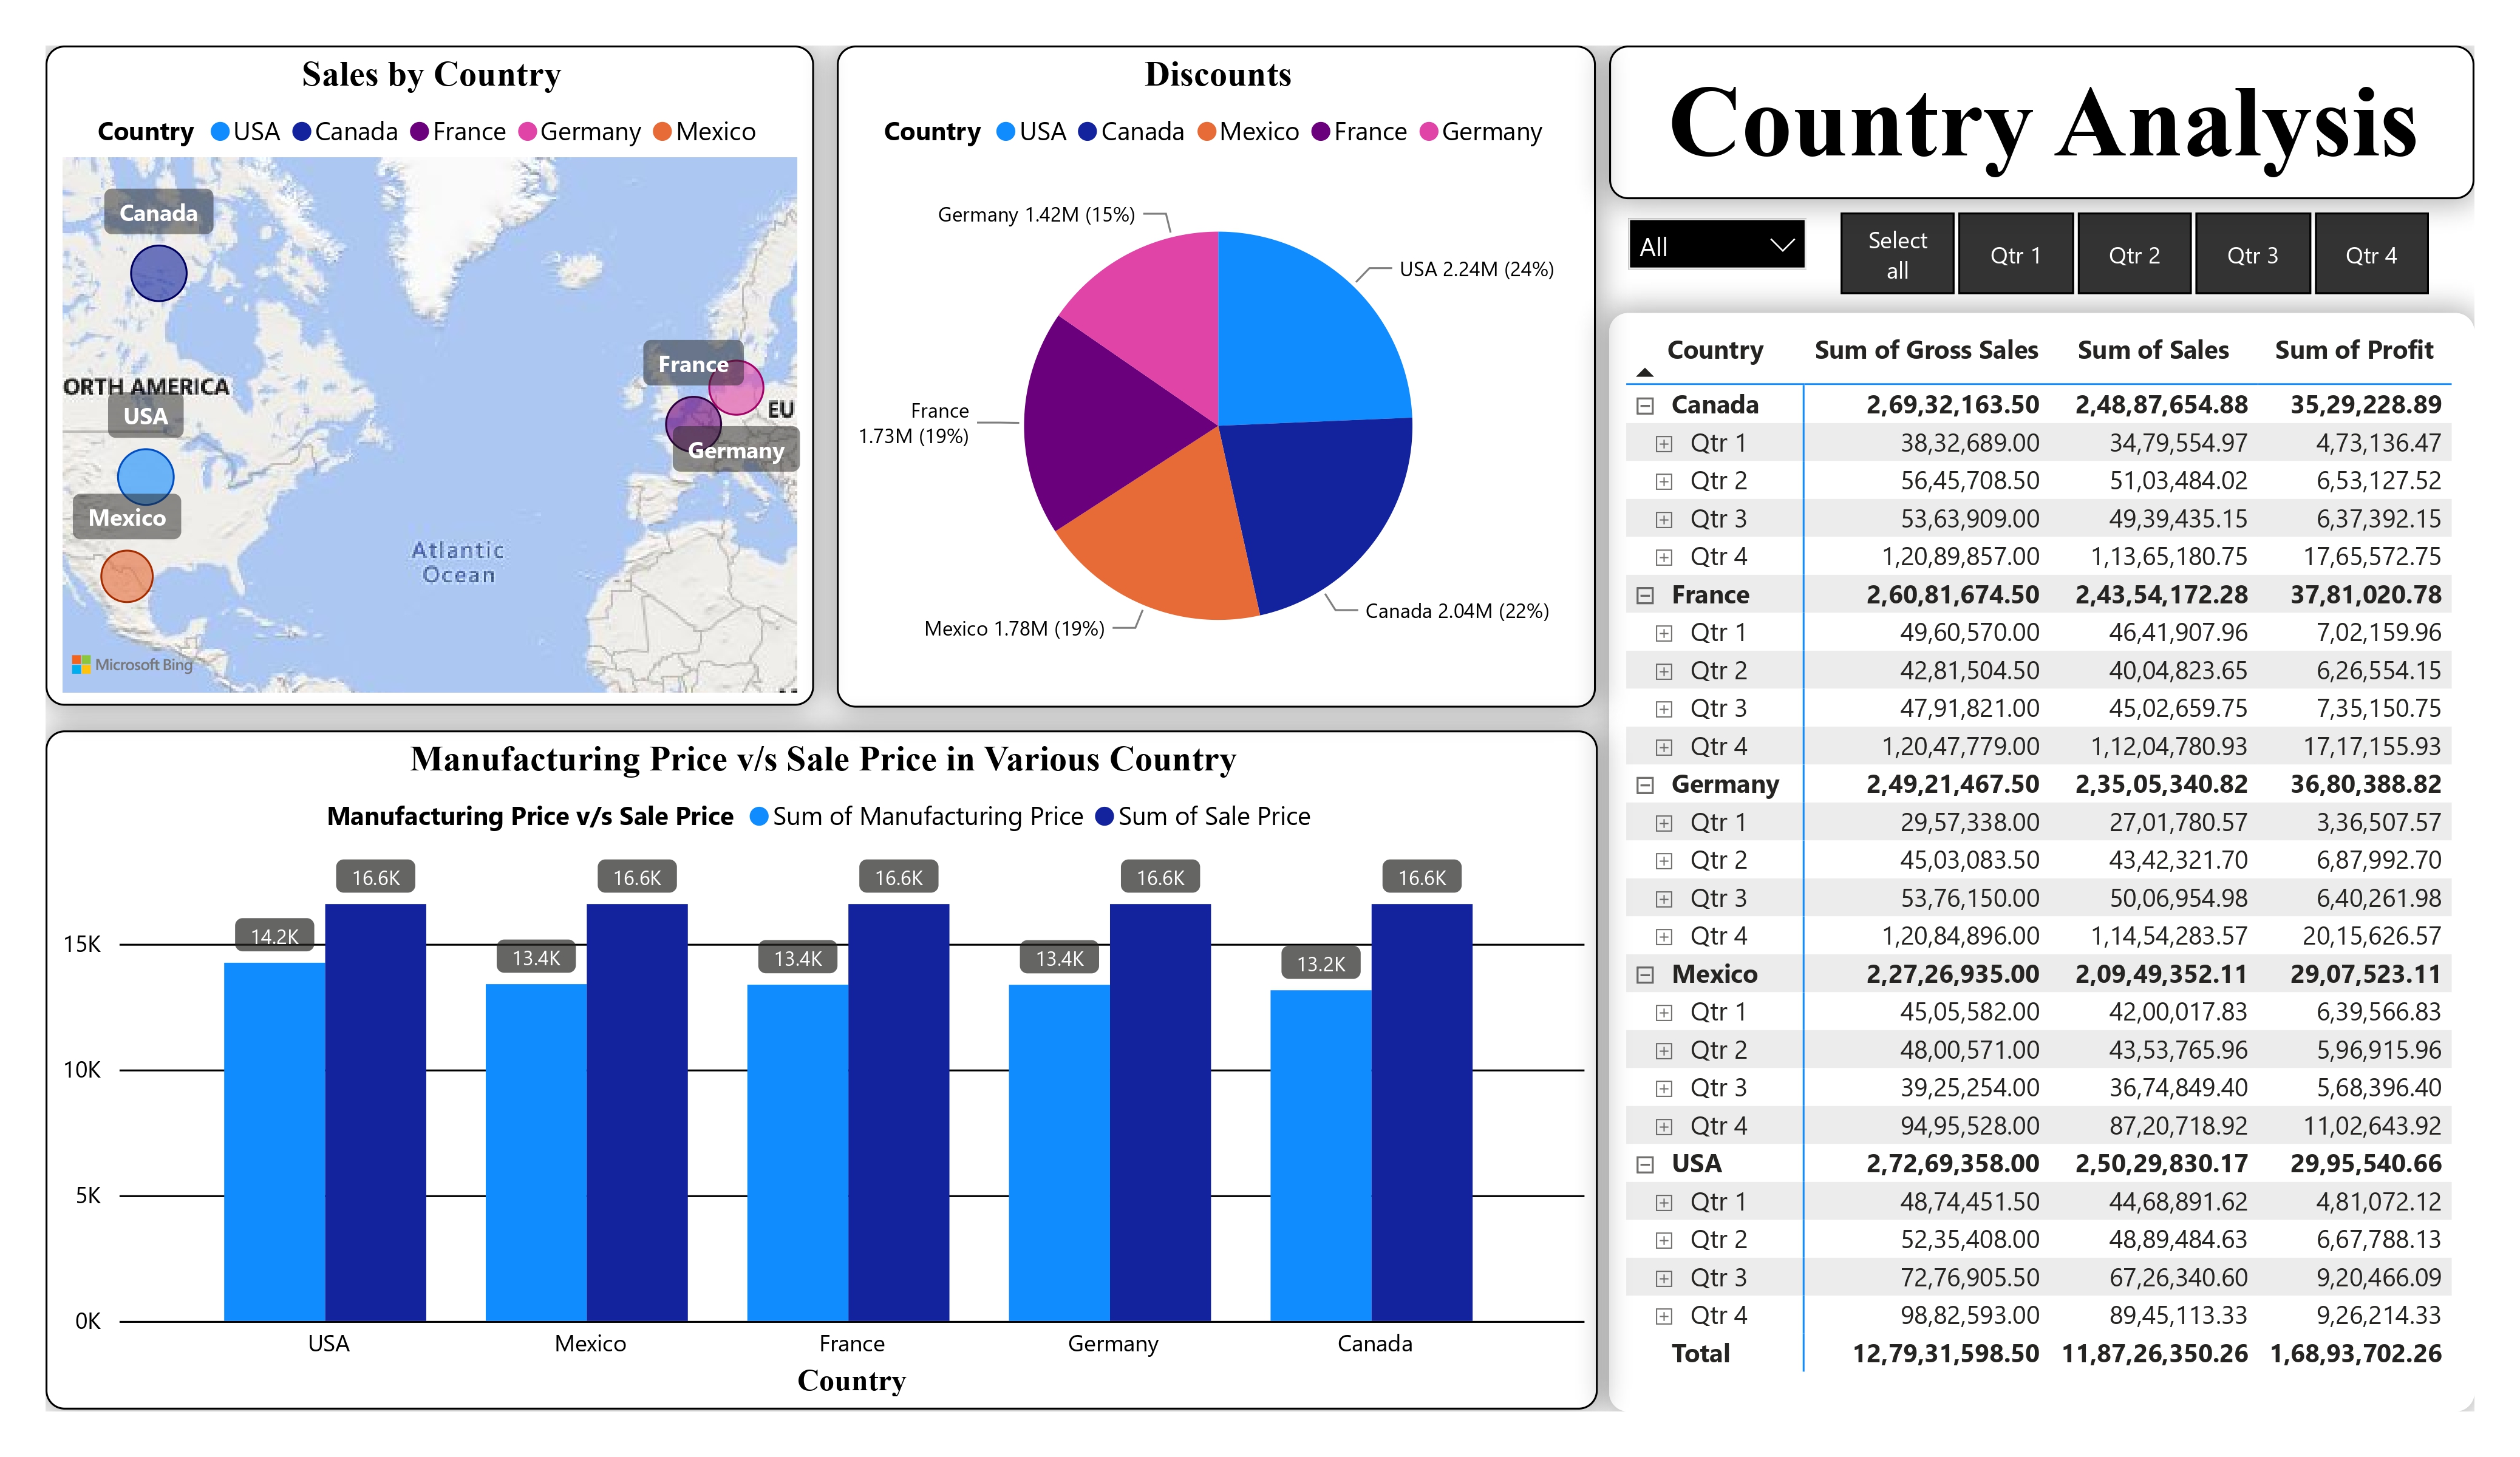 Sales by Country
Country USA Canada France Germany Mexico
Canada
France
ORTH AMERICA
USA
EU
Germany
Mexico
Atlantic
Ocean
Microsoft Bing
Discounts
Country USA Canada Mexico France Germany
Germany 1.42M (15%)
USA 2.24M (24%)
France
1.73M (19%)
Mexico 1.78M (19%)
Canada 2.04M (22%)
Country Analysis
All
Select
all
Qtr 1
Qtr 2
Qtr 3
Qtr 4
Manufacturing Price v/s Sale Price in Various Country
Manufacturing Price v/s Sale Price Sum of Manufacturing Price Sum of Sale Price
16.6K 16.6K 16.6K 16.6K 16.6K
14.2K 13.4K 13.4K 13.4K 13.2K
15K
10K
5K
0K
USA Mexico France Germany Canada
Country
Country Sum of Gross Sales Sum of Sales Sum of Profit
Canada 2,69,32,163.50 2,48,87,654.88 35,29,228.89
Qtr 1 38,32,689.00 34,79,554.97 4,73,136.47
Qtr 2 56,45,708.50 51,03,484.02 6,53,127.52
Qtr 3 53,63,909.00 49,39,435.15 6,37,392.15
Qtr 4 1,20,89,857.00 1,13,65,180.75 17,65,572.75
France 2,60,81,674.50 2,43,54,172.28 37,81,020.78
Qtr 1 49,60,570.00 46,41,907.96 7,02,159.96
Qtr 2 42,81,504.50 40,04,823.65 6,26,554.15
Qtr 3 47,91,821.00 45,02,659.75 7,35,150.75
Qtr 4 1,20,47,779.00 1,12,04,780.93 17,17,155.93
Germany 2,49,21,467.50 2,35,05,340.82 36,80,388.82
Qtr 1 29,57,338.00 27,01,780.57 3,36,507.57
Qtr 2 45,03,083.50 43,42,321.70 6,87,992.70
Qtr 3 53,76,150.00 50,06,954.98 6,40,261.98
Qtr 4 1,20,84,896.00 1,14,54,283.57 20,15,626.57
Mexico 2,27,26,935.00 2,09,49,352.11 29,07,523.11
Qtr 1 45,05,582.00 42,00,017.83 6,39,566.83
Qtr 2 48,00,571.00 43,53,765.96 5,96,915.96
Qtr 3 39,25,254.00 36,74,849.40 5,68,396.40
Qtr 4 94,95,528.00 87,20,718.92 11,02,643.92
USA 2,72,69,358.00 2,50,29,830.17 29,95,540.66
Qtr 1 48,74,451.50 44,68,891.62 4,81,072.12
Qtr 2 52,35,408.00 48,89,484.63 6,67,788.13
Qtr 3 72,76,905.50 67,26,340.60 9,20,466.09
Qtr 4 98,82,593.00 89,45,113.33 9,26,214.33
Total 12,79,31,598.50 11,87,26,350.26 1,68,93,702.26